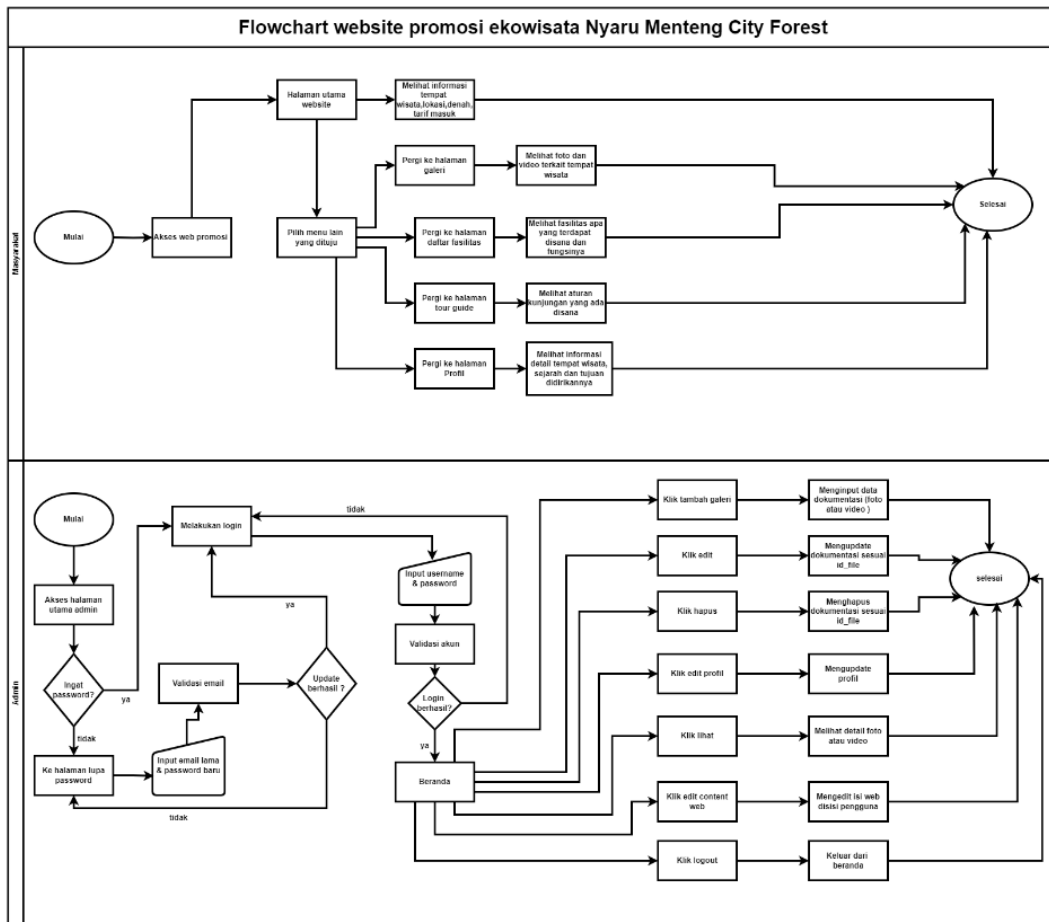 Flowchart website promosi ekowisata Nyaru Menteng City Forest
Masyarakat
Mulai
Akses web promosi
Halaman utama
website
Melihat informasi
tempat
wisata,lokasi,denah,
tarif masuk
Pilih menu lain
yang dituju
Pergi ke halaman
galeri
Melihat foto dan
video terkait tempat
wisata
Pergi ke halaman
daftar fasilitas
Melihat fasilitas apa
yang terdapat
disana dan
fungsinya
Pergi ke halaman
tour guide
Melihat aturan
kunjungan yang ada
disana
Pergi ke halaman
Profil
Melihat informasi
detail tempat wisata,
sejarah dan tujuan
didirikannya
Selesai
Admin
Mulai
Akses halaman
utama admin
Ingat
password?
ya
tidak
Ke halaman lupa
password
Input email lama
& password baru
Validasi email
Update
berhasil ?
ya
tidak
Melakukan login
tidak
Input username
& password
Validasi akun
Login
berhasil?
ya
Beranda
Klik tambah galeri
Menginput data
dokumentasi (foto
atau video )
Klik edit
Mengupdate
dokumentasi sesuai
id_file
Klik hapus
Menghapus
dokumentasi sesuai
id_file
Klik edit profil
Mengupdate
profil
Klik lihat
Melihat detail foto
atau video
Klik edit content
web
Mengedit isi web
disisi pengguna
Klik logout
Keluar dari
beranda
selesai